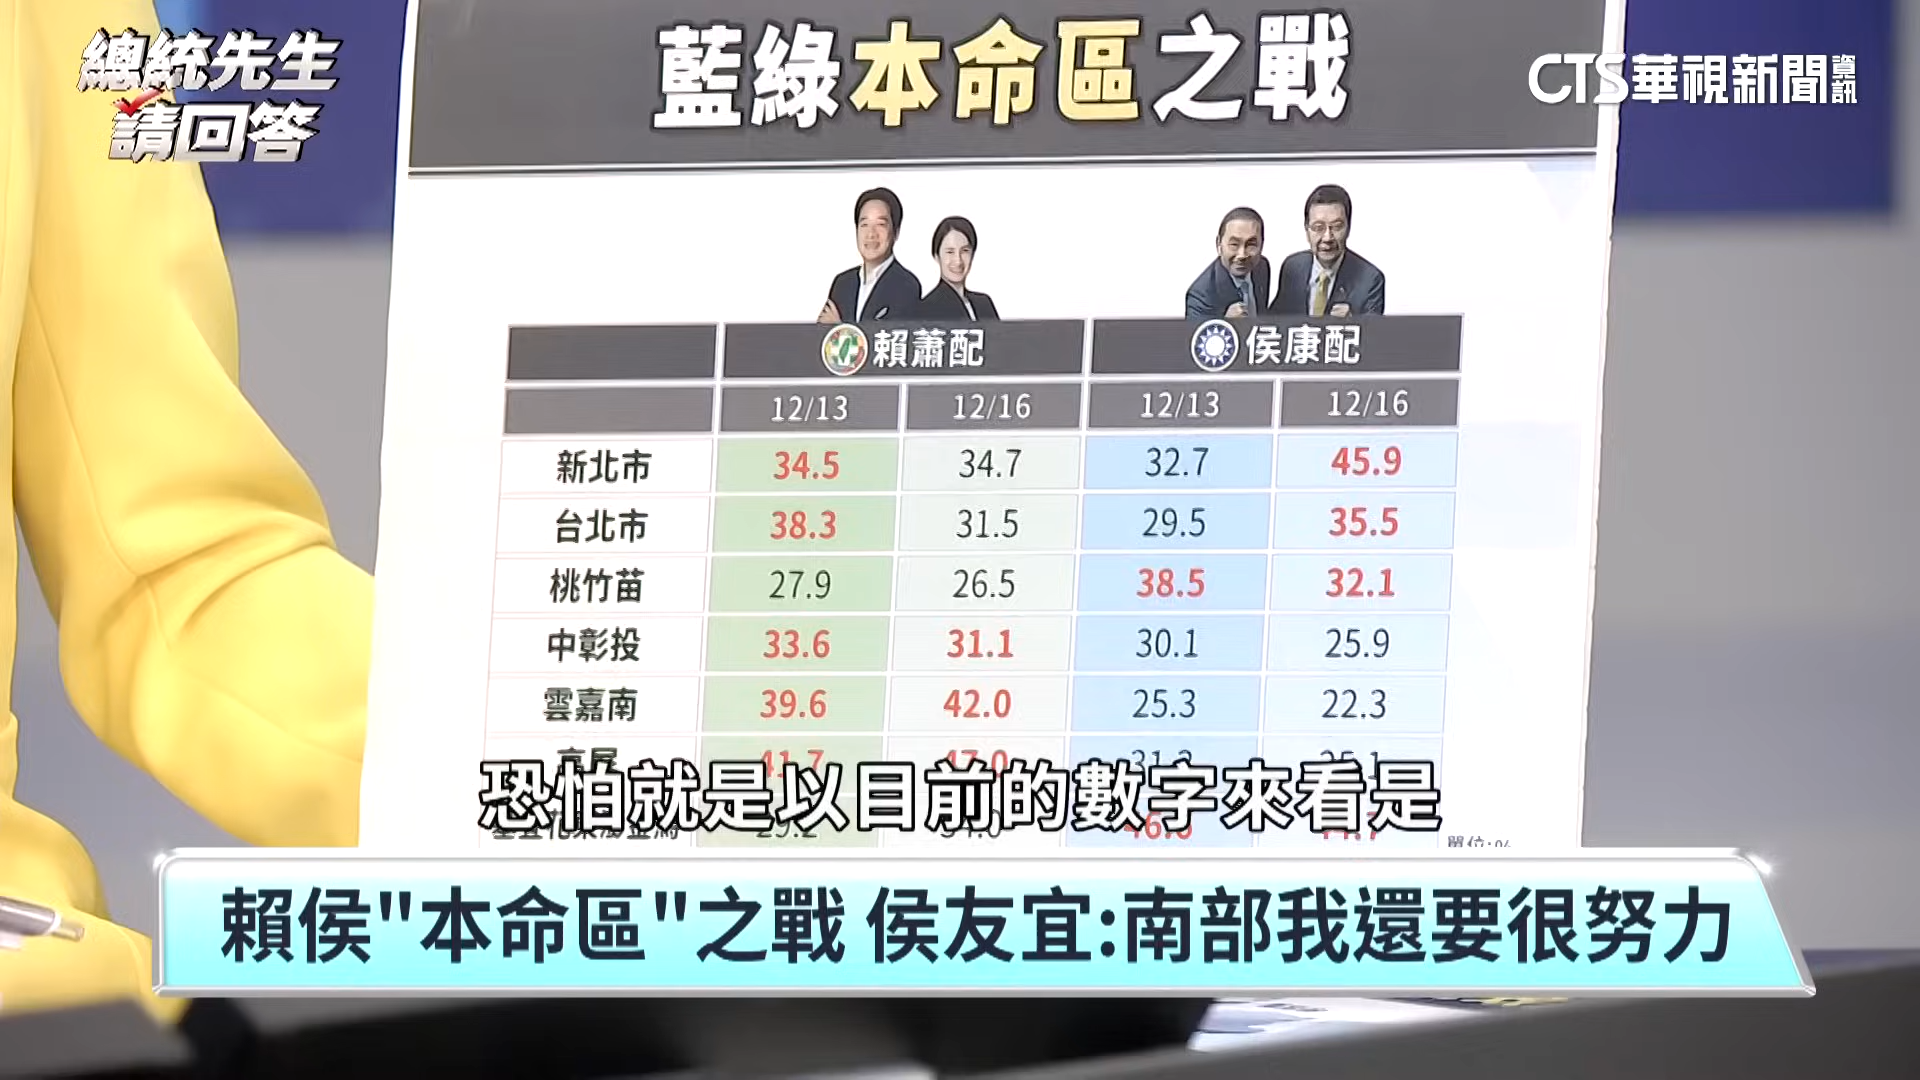 總統先生
請回答
CTS華視新聞資訊
藍綠本命區之戰
賴蕭配 侯康配
12/13 12/16 12/13 12/16
新北市 34.5 34.7 32.7 45.9
台北市 38.3 31.5 29.5 35.5
桃竹苗 27.9 26.5 38.5 32.1
中彰投 33.6 31.1 30.1 25.9
雲嘉南 39.6 42.0 25.3 22.3
高屏 41.7 47.0
恐怕就是以目前的數字來看是
賴侯"本命區"之戰 侯友宜:南部我還要很努力